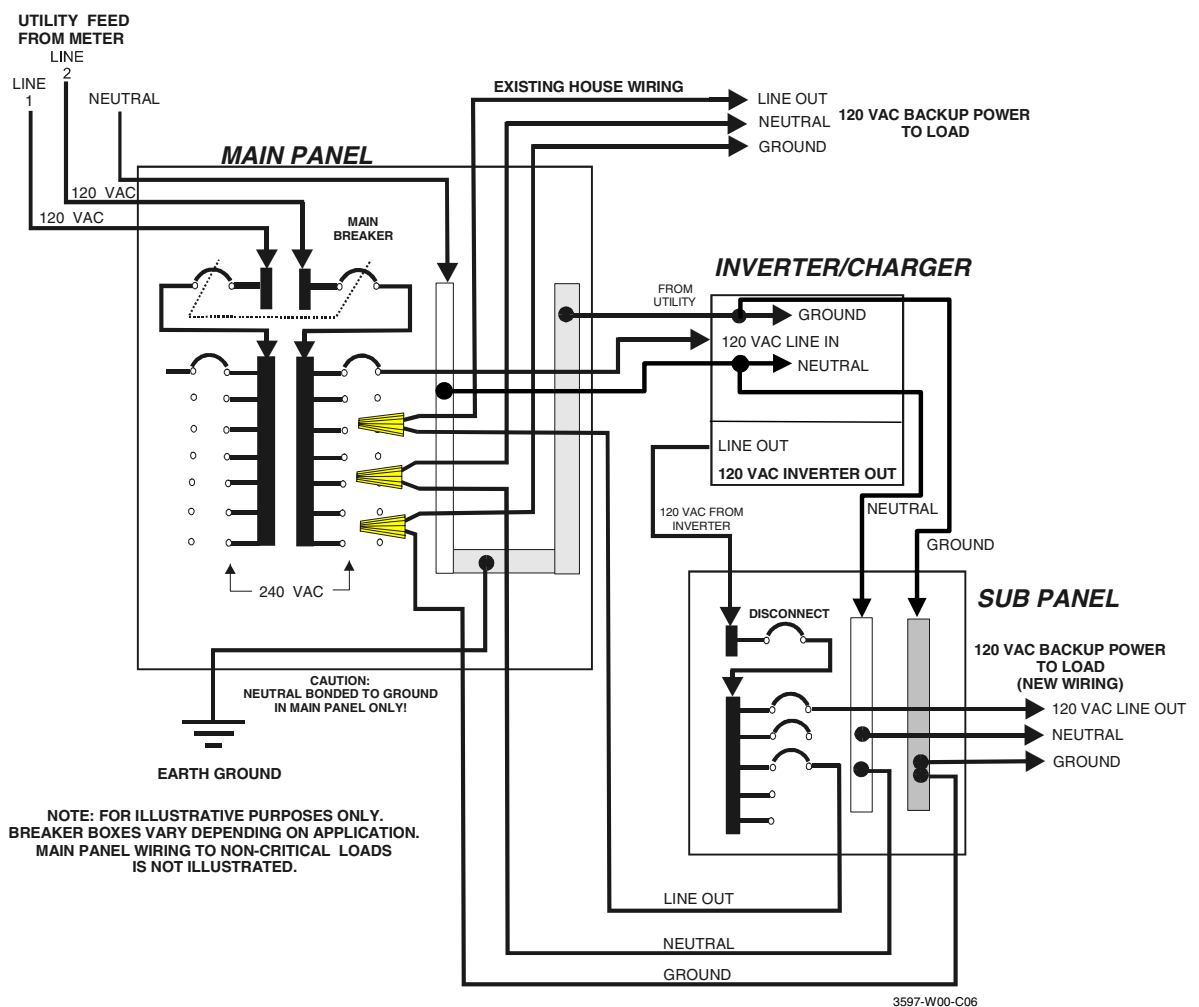 UTILITY FEED
FROM METER
LINE
2
LINE
1
NEUTRAL
EXISTING HOUSE WIRING
LINE OUT
NEUTRAL
GROUND
120 VAC BACKUP POWER
TO LOAD
MAIN PANEL
120 VAC
120 VAC
MAIN
BREAKER
INVERTER/CHARGER
FROM
UTILITY
GROUND
120 VAC LINE IN
NEUTRAL
LINE OUT
120 VAC INVERTER OUT
120 VAC FROM
INVERTER
NEUTRAL
GROUND
240 VAC
SUB PANEL
DISCONNECT
120 VAC BACKUP POWER
TO LOAD
(NEW WIRING)
120 VAC LINE OUT
NEUTRAL
GROUND
CAUTION:
NEUTRAL BONDED TO GROUND
IN MAIN PANEL ONLY!
EARTH GROUND
NOTE: FOR ILLUSTRATIVE PURPOSES ONLY.
BREAKER BOXES VARY DEPENDING ON APPLICATION.
MAIN PANEL WIRING TO NON-CRITICAL LOADS
IS NOT ILLUSTRATED.
LINE OUT
NEUTRAL
GROUND
3597-W00-C06